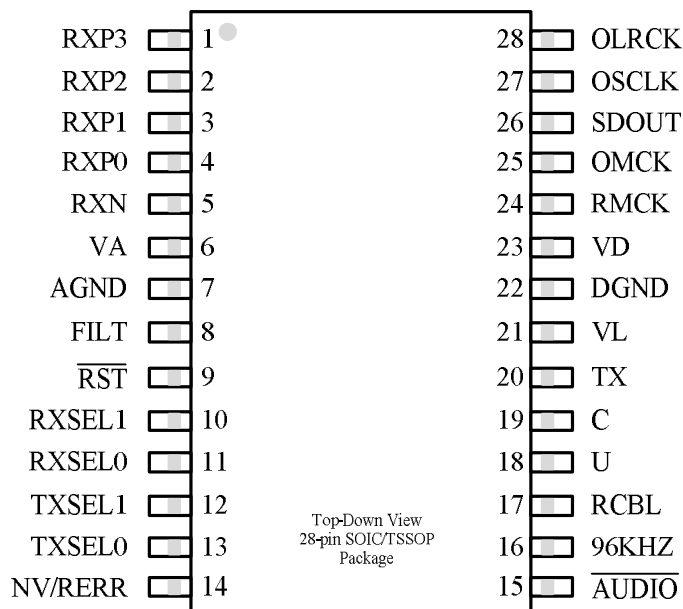 RXP3 1 28 OLRCK
RXP2 2 27 OSCLK
RXP1 3 26 SDOUT
RXP0 4 25 OMCK
RXN 5 24 RMCK
VA 6 23 VD
AGND 7 22 DGND
FILT 8 21 VL
R̅S̅T̅ 9 20 TX
RXSEL1 10 19 C
RXSEL0 11 18 U
TXSEL1 12 17 RCBL
TXSEL0 13 16 96KHZ
NV/RERR 14 15 A̅U̅D̅I̅O̅
Top-Down View
28-pin SOIC/TSSOP
Package